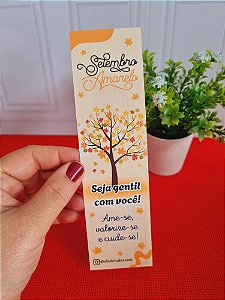 Setembro
Amarelo
Seja gentil
com você!
Ame-se,
valorize-se
e cuide-se!